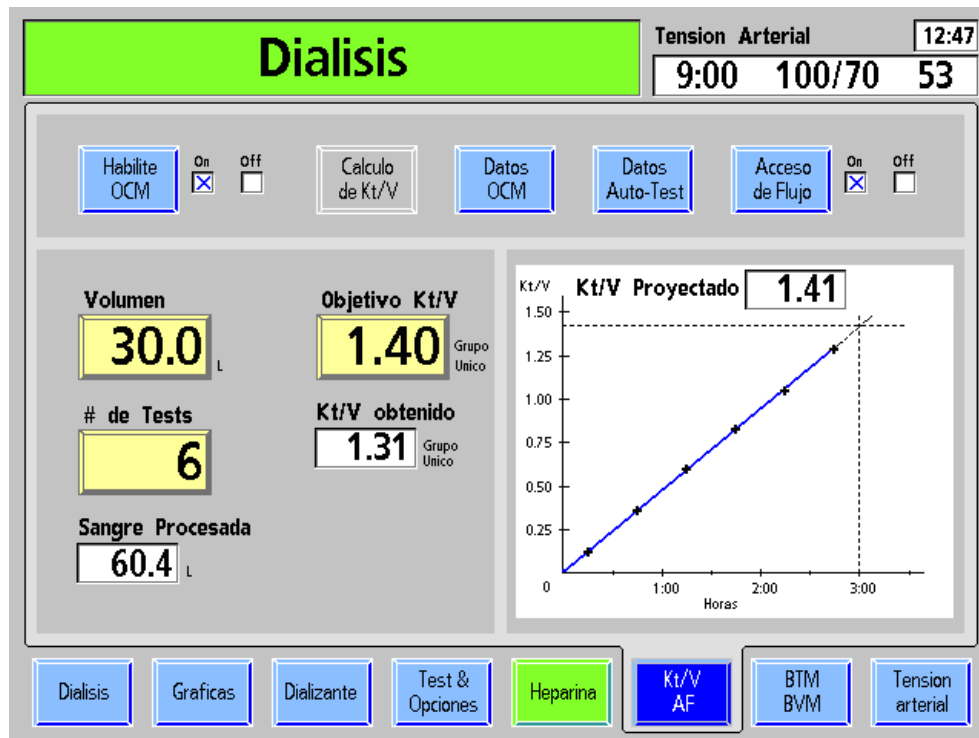 Dialisis
Tension Arterial
12:47
9:00 100/70 53
Habilite
OCM
On Off
Calculo
de Kt/V
Datos
OCM
Datos
Auto-Test
Acceso
de Flujo
On Off
Volumen
30.0 L
Objetivo Kt/V
1.40 Grupo
Unico
# de Tests
6
Kt/V obtenido
1.31 Grupo
Unico
Sangre Procesada
60.4 L
Kt/V
Kt/V Proyectado 1.41
1.50
1.25
1.00
0.75
0.50
0.25
0 1:00 2:00 3:00
Horas
Dialisis
Graficas
Dializante
Test &
Opciones
Heparina
Kt/V
AF
BTM
BVM
Tension
arterial